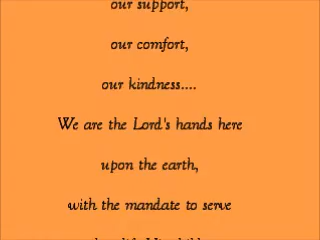 our support,
our comfort,
our kindness....
We are the Lord's hands here
upon the earth,
with the mandate to serve